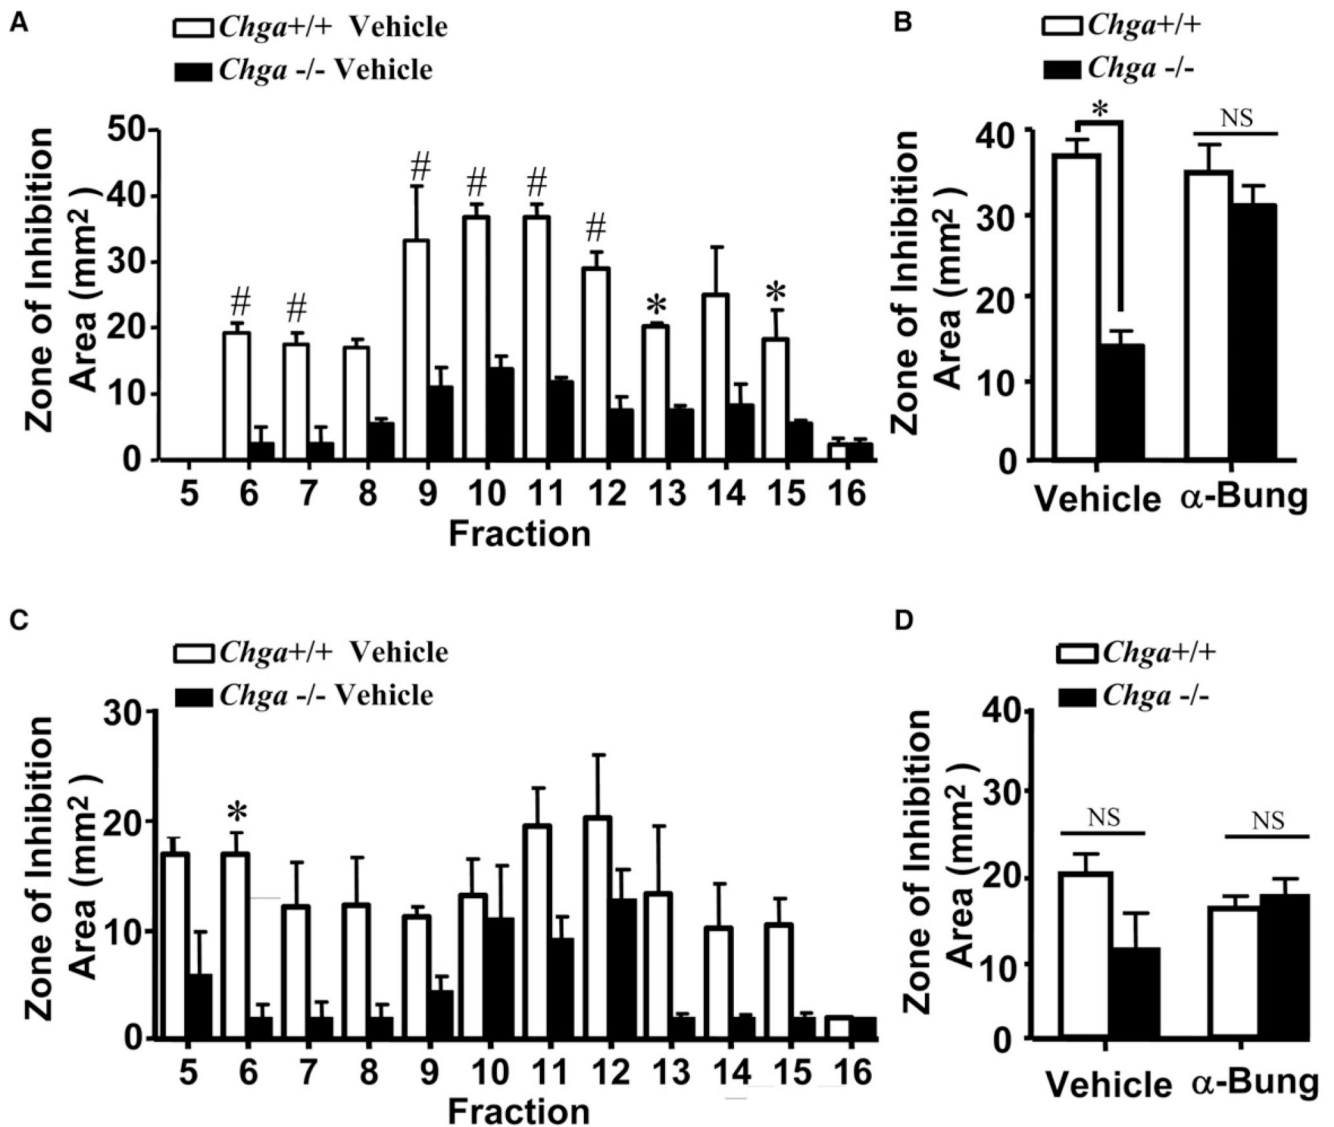 A
Chga+/+ Vehicle
Chga -/- Vehicle
Zone of Inhibition
Area (mm2 )
50
40
30
20
10
0
# # # # # # * *
5 6 7 8 9 10 11 12 13 14 15 16
Fraction
B
Chga+/+
Chga -/-
Zone of Inhibition
Area (mm2 )
40
30
20
10
0
* NS
Vehicle α-Bung
C
Chga+/+ Vehicle
Chga -/- Vehicle
Zone of Inhibition
Area (mm2 )
30
20
10
0
*
5 6 7 8 9 10 11 12 13 14 15 16
Fraction
D
Chga+/+
Chga -/-
Zone of Inhibition
Area (mm2 )
40
30
20
10
0
NS NS
Vehicle α-Bung